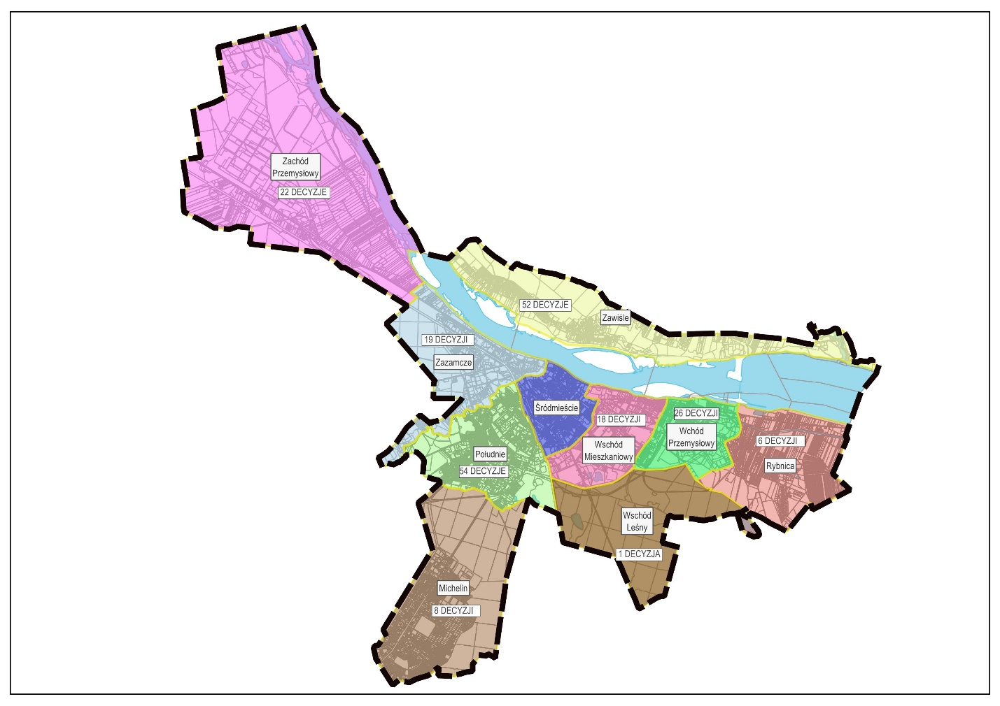 Zachód
Przemysłowy
22 DECYZJE
52 DECYZJE
Zawiśle
19 DECYZJI
Zazamcze
Śródmieście
18 DECYZJI
Wschód
Mieszkaniowy
26 DECYZJI
Wchód
Przemysłowy
6 DECYZJI
Rybnica
Południe
54 DECYZJE
Wschód
Leśny
1 DECYZJA
Michelin
8 DECYZJI